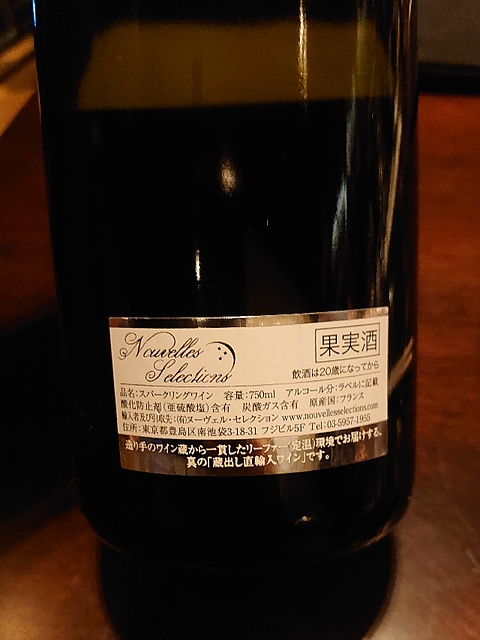 Nouvelles
Selections
果実酒
飲酒は20歳になってから
品名:スパークリングワイン 容量:750ml アルコール分:ラベルに記載
酸化防止剤(亜硫酸塩)含有 炭酸ガス含有 原産国:フランス
輸入者及び引取先:(有)ヌーヴェル・セレクション www.nouvellesselections.com
住所:東京都豊島区南池袋3-18-31 フジビル5F Tel:03-5957-1955
造り手のワイン蔵から一貫したリーファー(定温)環境でお届けする、
真の「蔵出し直輸入ワイン」です。